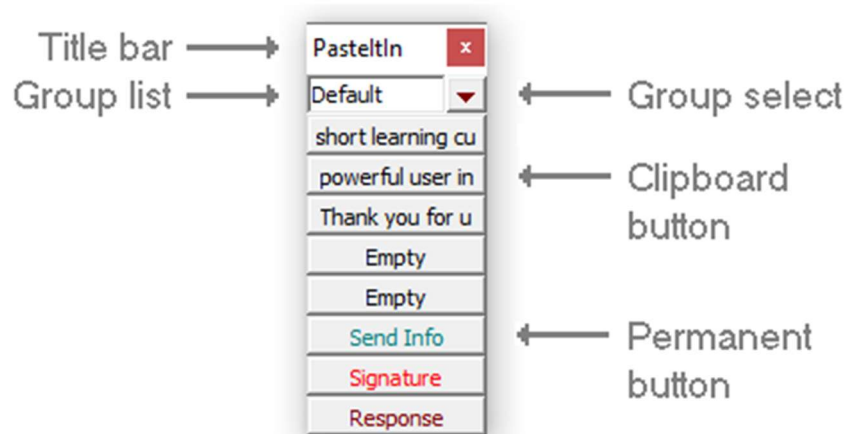 Title bar
PasteItIn
x
Group list
Default
Group select
short learning cu
powerful user in
Clipboard
button
Thank you for u
Empty
Empty
Send Info
Permanent
button
Signature
Response